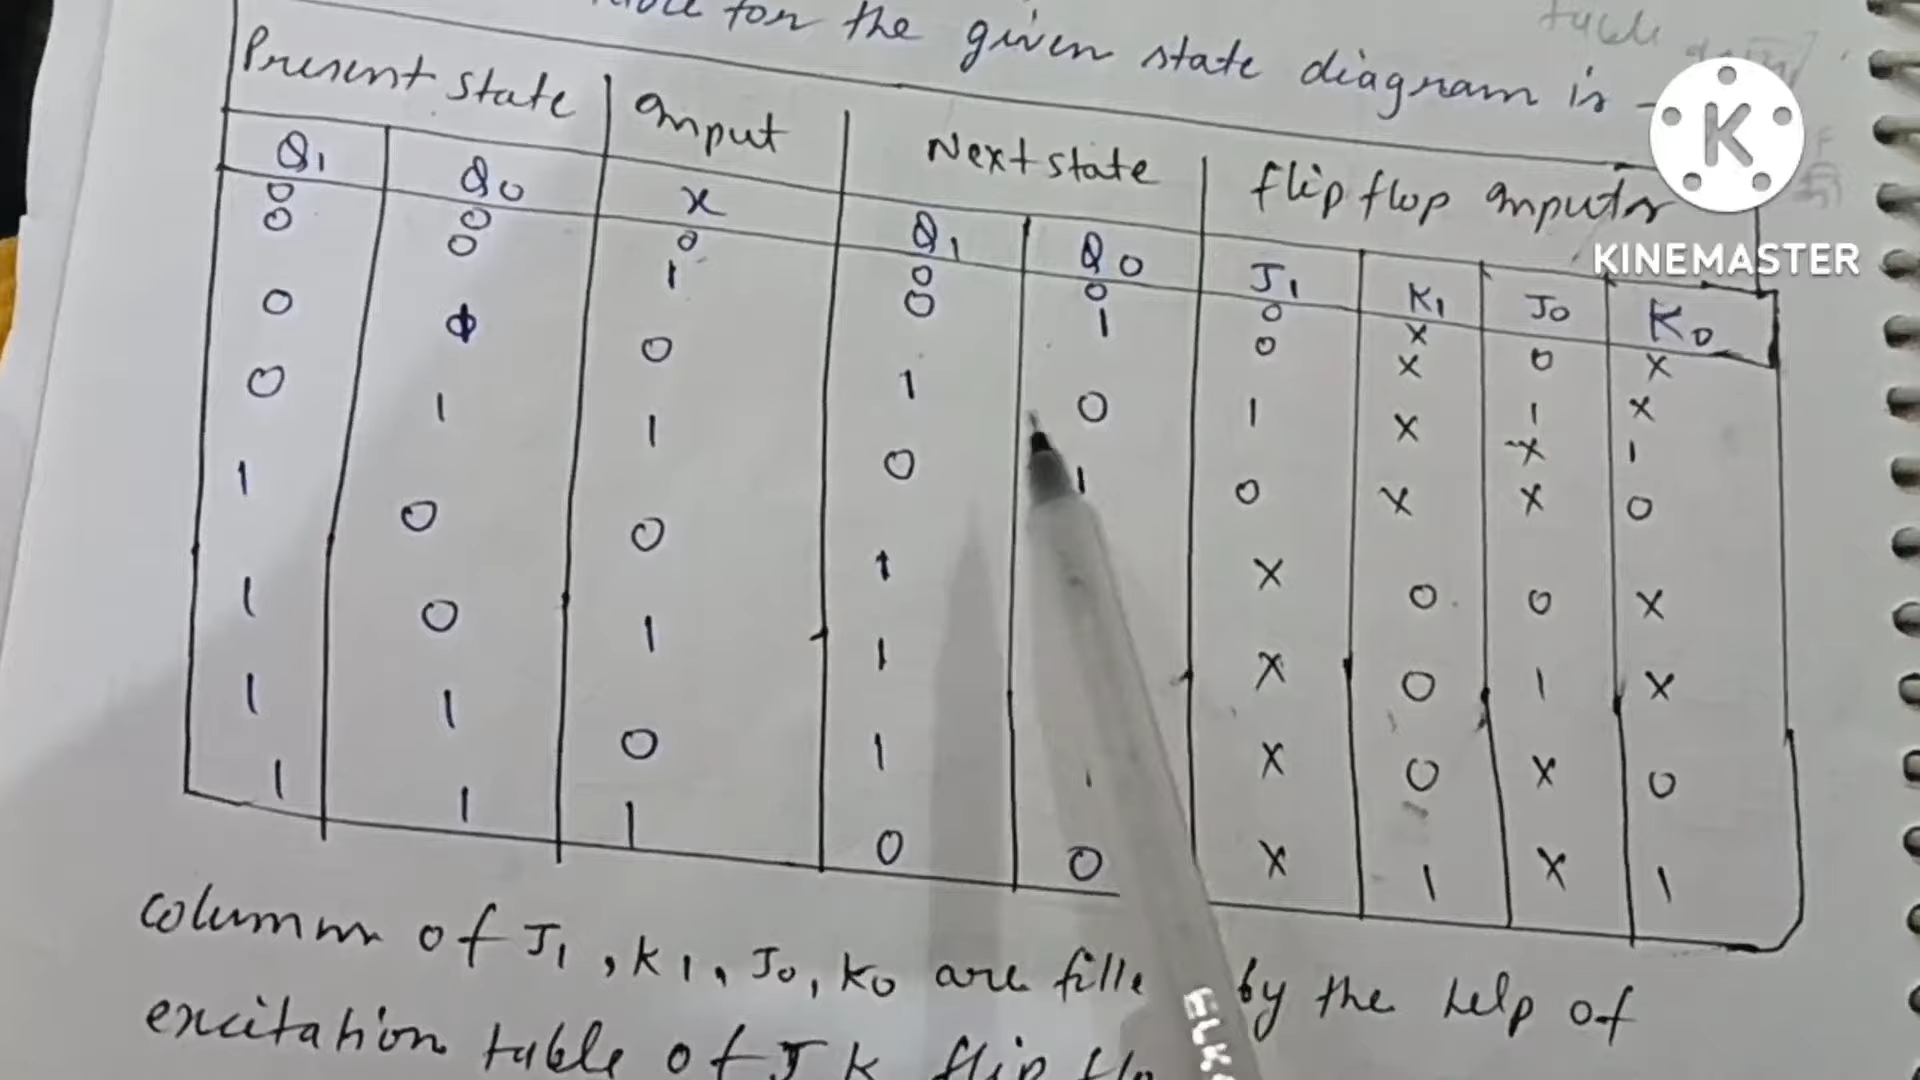 for the given state diagram is -
Present state Input Next state flip flop inputs
Q1 Q0 x Q1 Q0 J1 K1 J0 K0
0 0 0 0 0 0 x 0 x
0 0 1 0 1 0 x 1 x
0 1 0 1 0 1 x x 1
0 1 1 0 1 0 x x 0
1 0 0 1 x 0 0 x
1 0 1 1 x 0 1 x
1 1 0 1 x 0 x 0
1 1 1 0 0 x 1 x 1
column of J1, K1, J0, K0 are fille by the help of
excitation table of J K flip flo
K
KINEMASTER